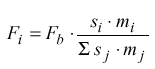 F_i = F_b · (s_i · m_i) / (Σ s_j · m_j)